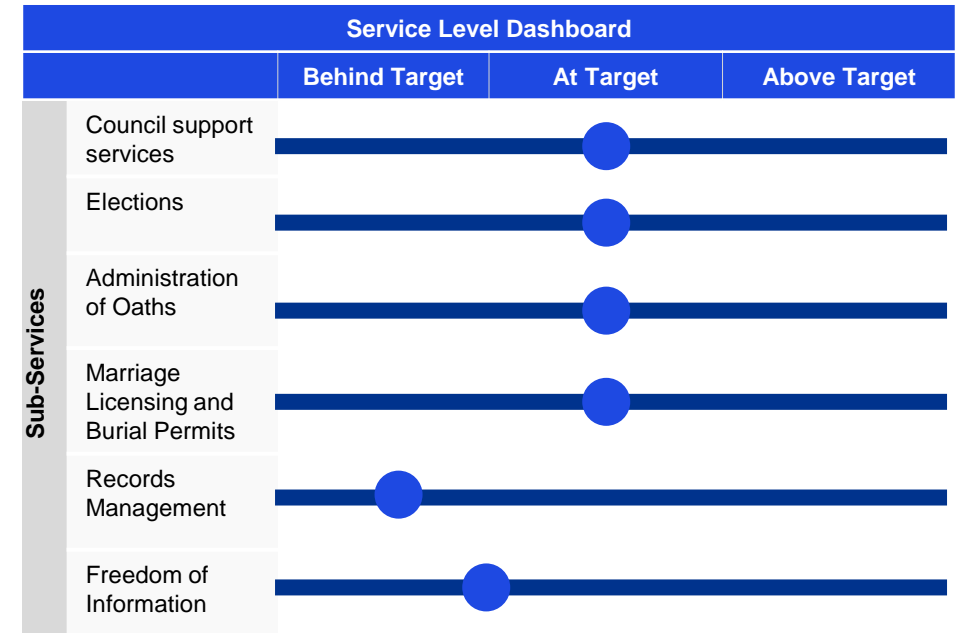 Service Level Dashboard
Behind Target At Target Above Target
Sub-Services
Council support
services
Elections
Administration
of Oaths
Marriage
Licensing and
Burial Permits
Records
Management
Freedom of
Information